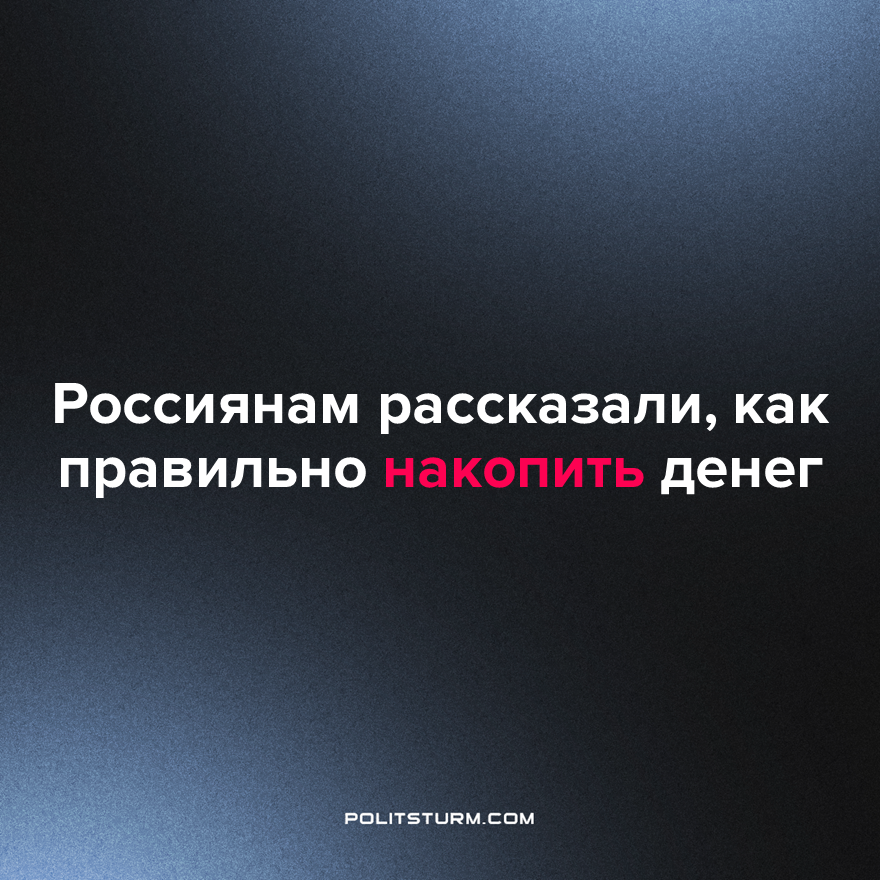 Россиянам рассказали, как
правильно накопить денег
POLITSTURM.COM